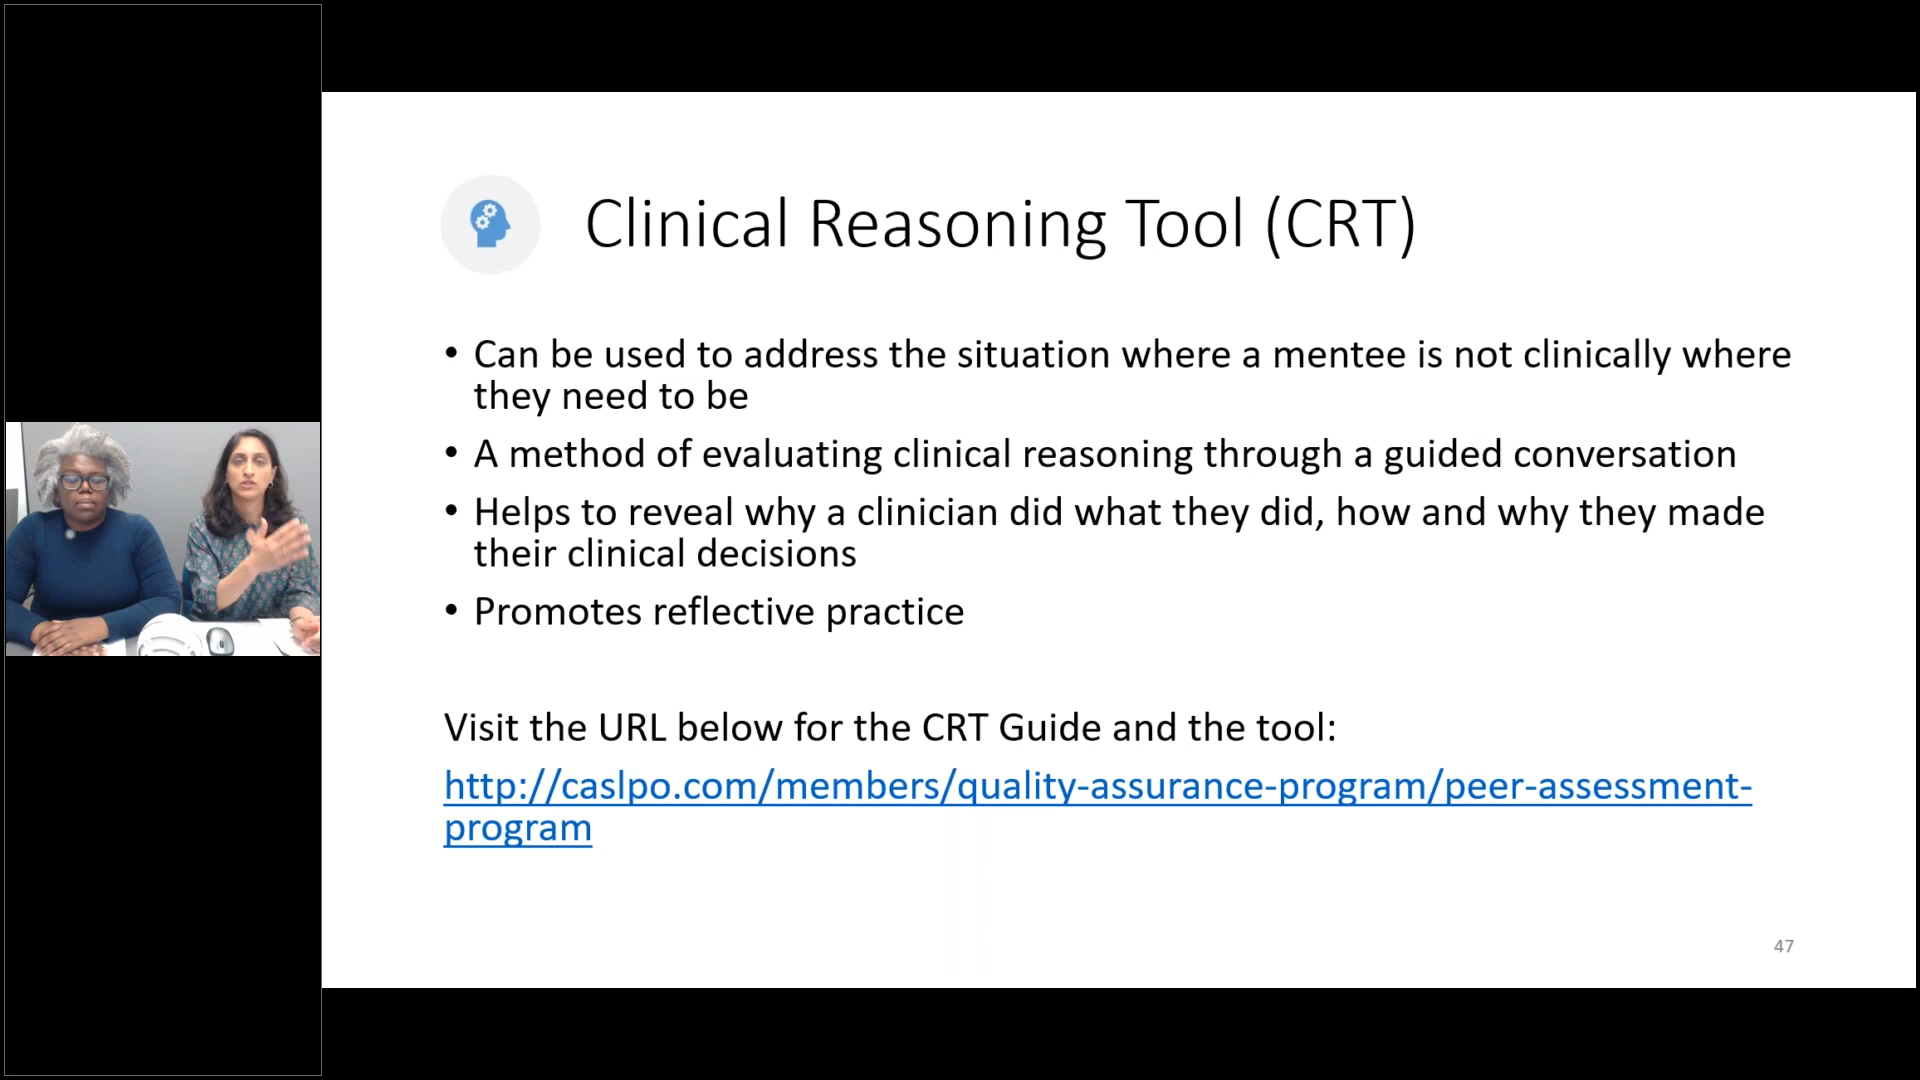 Clinical Reasoning Tool (CRT)
• Can be used to address the situation where a mentee is not clinically where
they need to be
• A method of evaluating clinical reasoning through a guided conversation
• Helps to reveal why a clinician did what they did, how and why they made
their clinical decisions
• Promotes reflective practice
Visit the URL below for the CRT Guide and the tool:
http://caslpo.com/members/quality-assurance-program/peer-assessment-
program
47